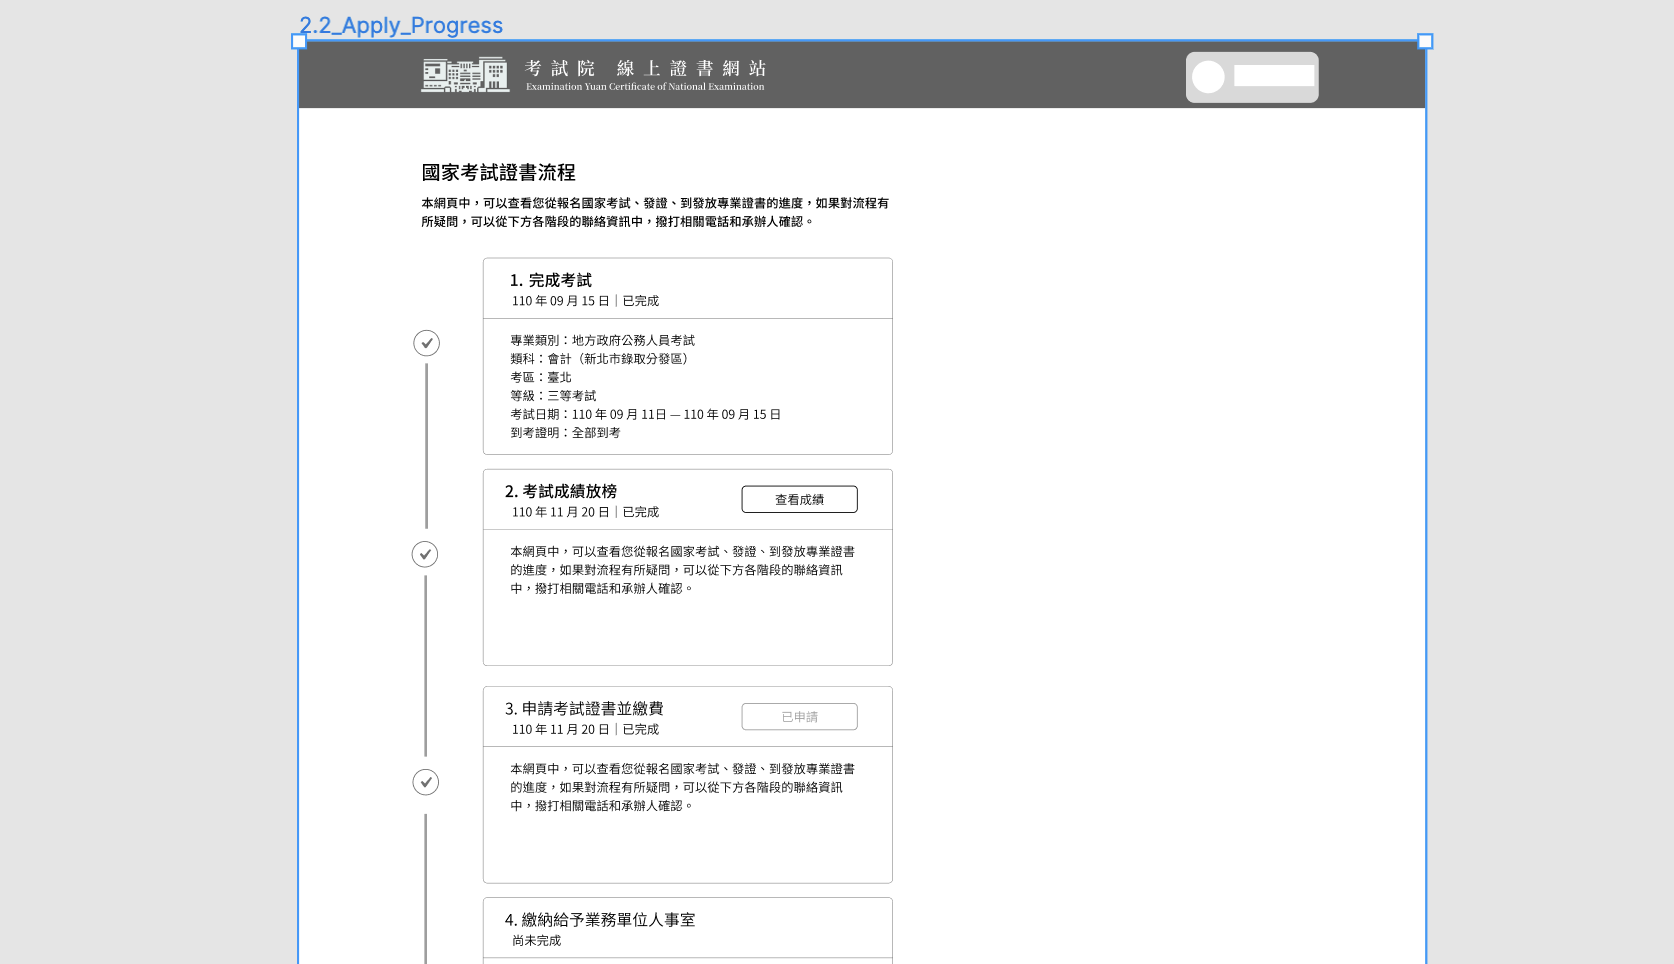 2.2_Apply_Progress
考試院 線上證書網站
Examination Yuan Certificate of National Examination
國家考試證書流程
本網頁中，可以查看您從報名國家考試、發證、到發放專業證書的進度，如果對流程有
所疑問，可以從下方各階段的聯絡資訊中，撥打相關電話和承辦人確認。
1. 完成考試
110 年 09 月 15 日｜已完成
專業類別：地方政府公務人員考試
類科：會計（新北市錄取分發區）
考區：臺北
等級：三等考試
考試日期：110 年 09 月 11日 — 110 年 09 月 15 日
到考證明：全部到考
2. 考試成績放榜
110 年 11 月 20 日｜已完成
查看成績
本網頁中，可以查看您從報名國家考試、發證、到發放專業證書
的進度，如果對流程有所疑問，可以從下方各階段的聯絡資訊
中，撥打相關電話和承辦人確認。
3. 申請考試證書並繳費
110 年 11 月 20 日｜已完成
已申請
本網頁中，可以查看您從報名國家考試、發證、到發放專業證書
的進度，如果對流程有所疑問，可以從下方各階段的聯絡資訊
中，撥打相關電話和承辦人確認。
4. 繳納給予業務單位人事室
尚未完成